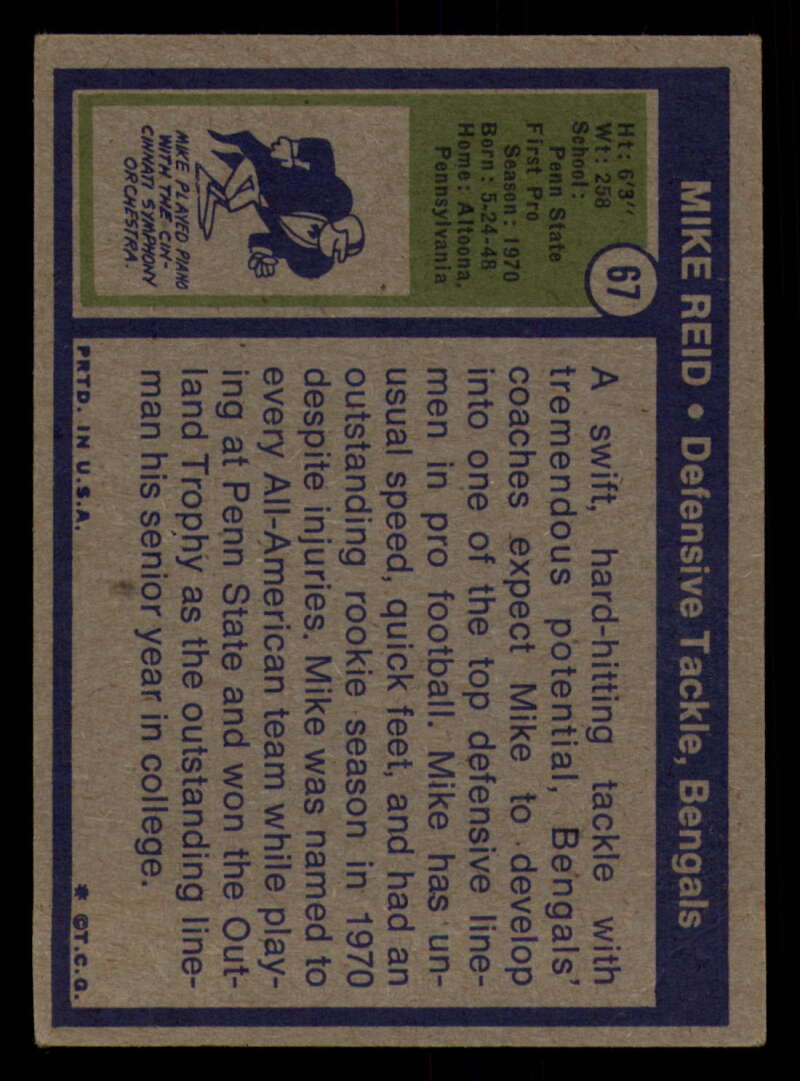 MIKE REID • Defensive Tackle, Bengals
67
Ht: 6'3"
Wt: 258
School:
Penn State
First Pro
Season: 1970
Born: 5-24-48
Home: Altoona,
Pennsylvania
MIKE PLAYED PIANO
WITH THE CIN-
CINNATI SYMPHONY
ORCHESTRA.
A swift, hard-hitting tackle with
tremendous potential, Bengals'
coaches expect Mike to develop
into one of the top defensive line-
men in pro football. Mike has un-
usual speed, quick feet, and had an
outstanding rookie season in 1970
despite injuries. Mike was named to
every All-American team while play-
ing at Penn State and won the Out-
land Trophy as the outstanding line-
man his senior year in college.
PRTD. IN U.S.A.
* ©T.C.G.